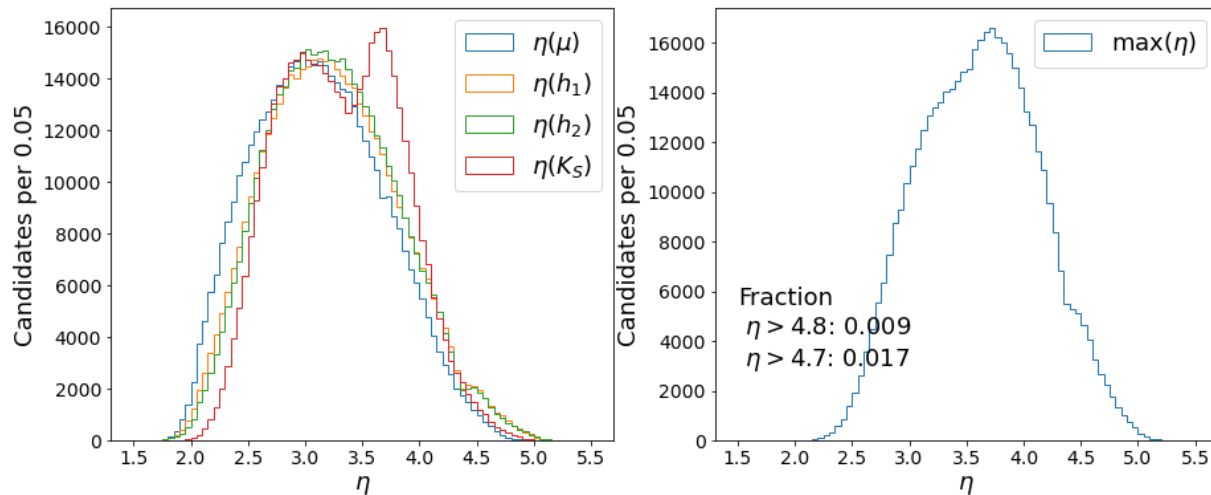 16000
14000
12000
10000
8000
6000
4000
2000
0
Candidates per 0.05
η(μ)
η(h₁)
η(h₂)
η(K_S)
1.5 2.0 2.5 3.0 3.5 4.0 4.5 5.0 5.5
η
16000
14000
12000
10000
8000
6000
4000
2000
0
Candidates per 0.05
max(η)
Fraction
η > 4.8: 0.009
η > 4.7: 0.017
1.5 2.0 2.5 3.0 3.5 4.0 4.5 5.0 5.5
η